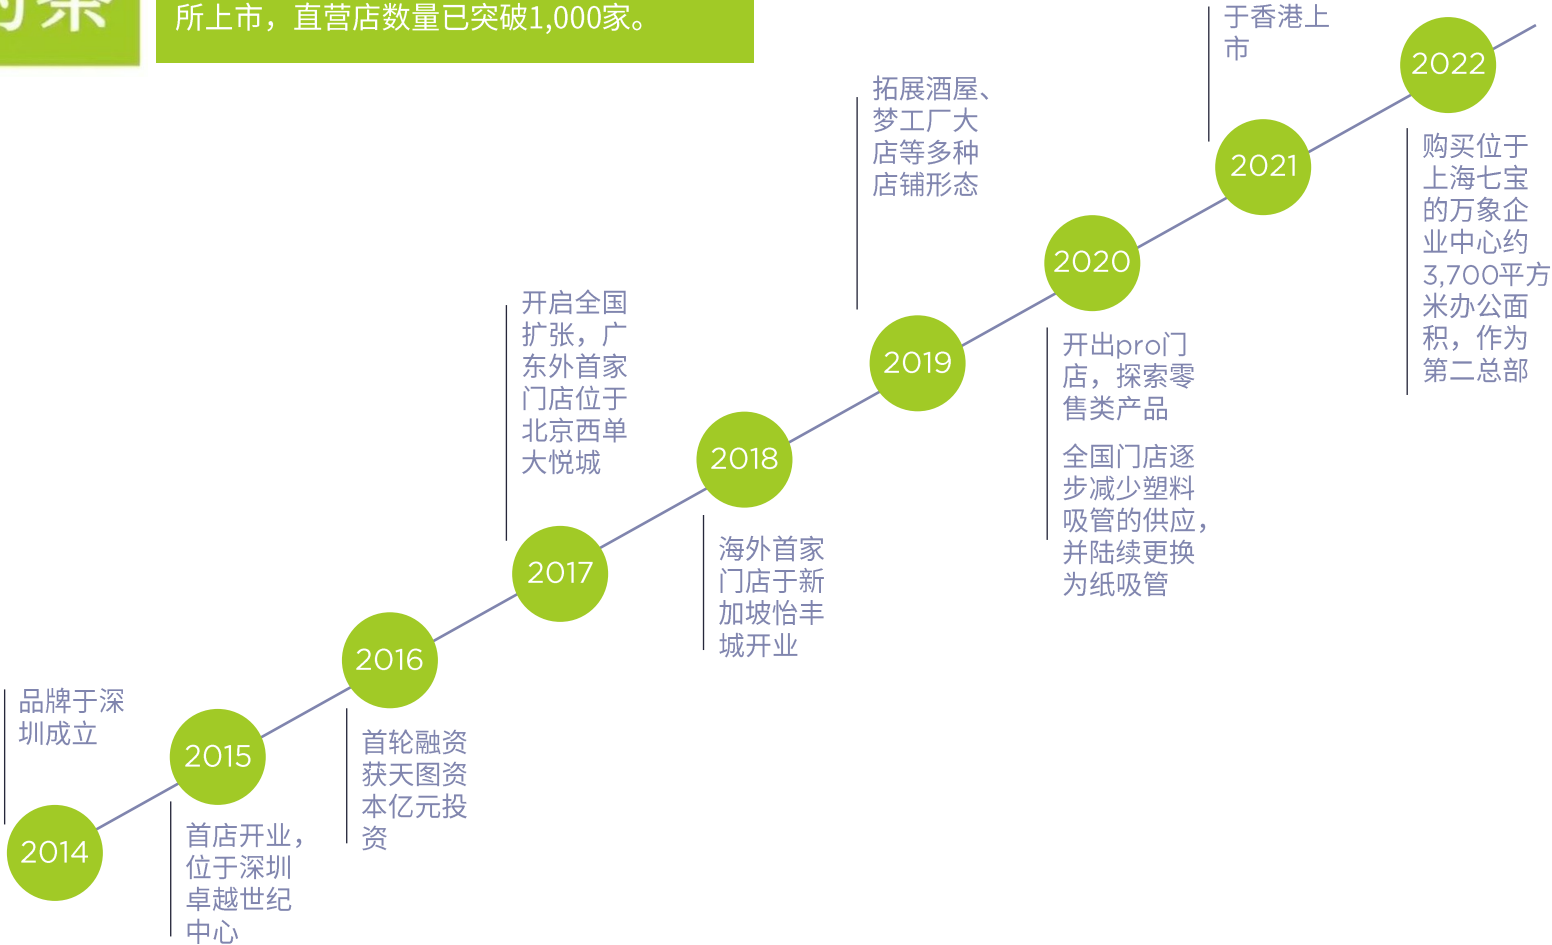 所上市，直营店数量已突破1,000家。
2014
品牌于深
圳成立
2015
首店开业，
位于深圳
卓越世纪
中心
2016
首轮融资
获天图资
本亿元投
资
2017
开启全国
扩张，广
东外首家
门店位于
北京西单
大悦城
2018
海外首家
门店于新
加坡怡丰
城开业
2019
拓展酒屋、
梦工厂大
店等多种
店铺形态
2020
开出pro门
店，探索零
售类产品
全国门店逐
步减少塑料
吸管的供应，
并陆续更换
为纸吸管
2021
于香港上
市
2022
购买位于
上海七宝
的万象企
业中心约
3,700平方
米办公面
积，作为
第二总部